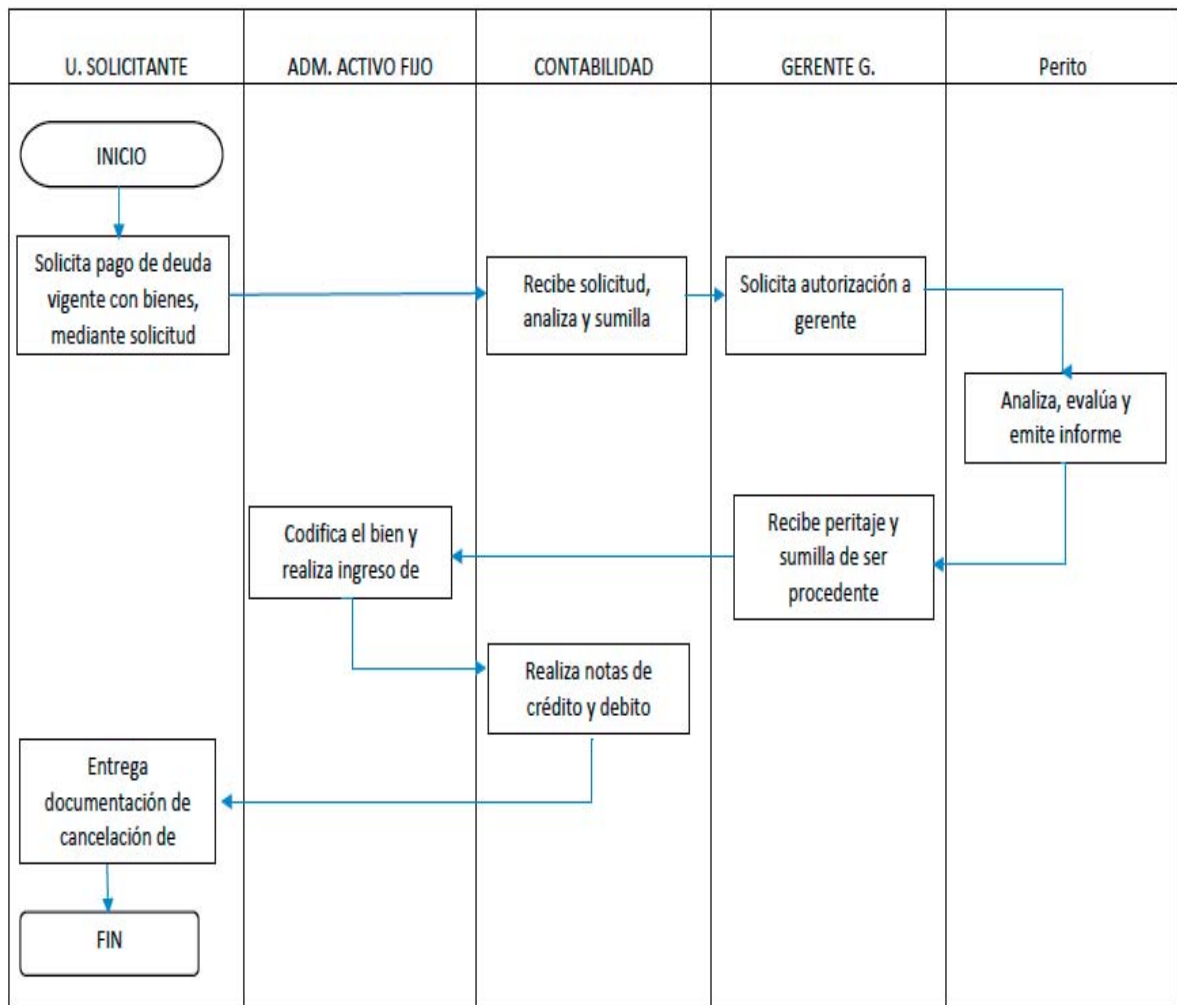 U. SOLICITANTE
ADM. ACTIVO FIJO
CONTABILIDAD
GERENTE G.
Perito
INICIO
Solicita pago de deuda
vigente con bienes,
mediante solicitud
Recibe solicitud,
analiza y sumilla
Solicita autorización a
gerente
Analiza, evalúa y
emite informe
Recibe peritaje y
sumilla de ser
procedente
Codifica el bien y
realiza ingreso de
Realiza notas de
crédito y debito
Entrega
documentación de
cancelación de
FIN